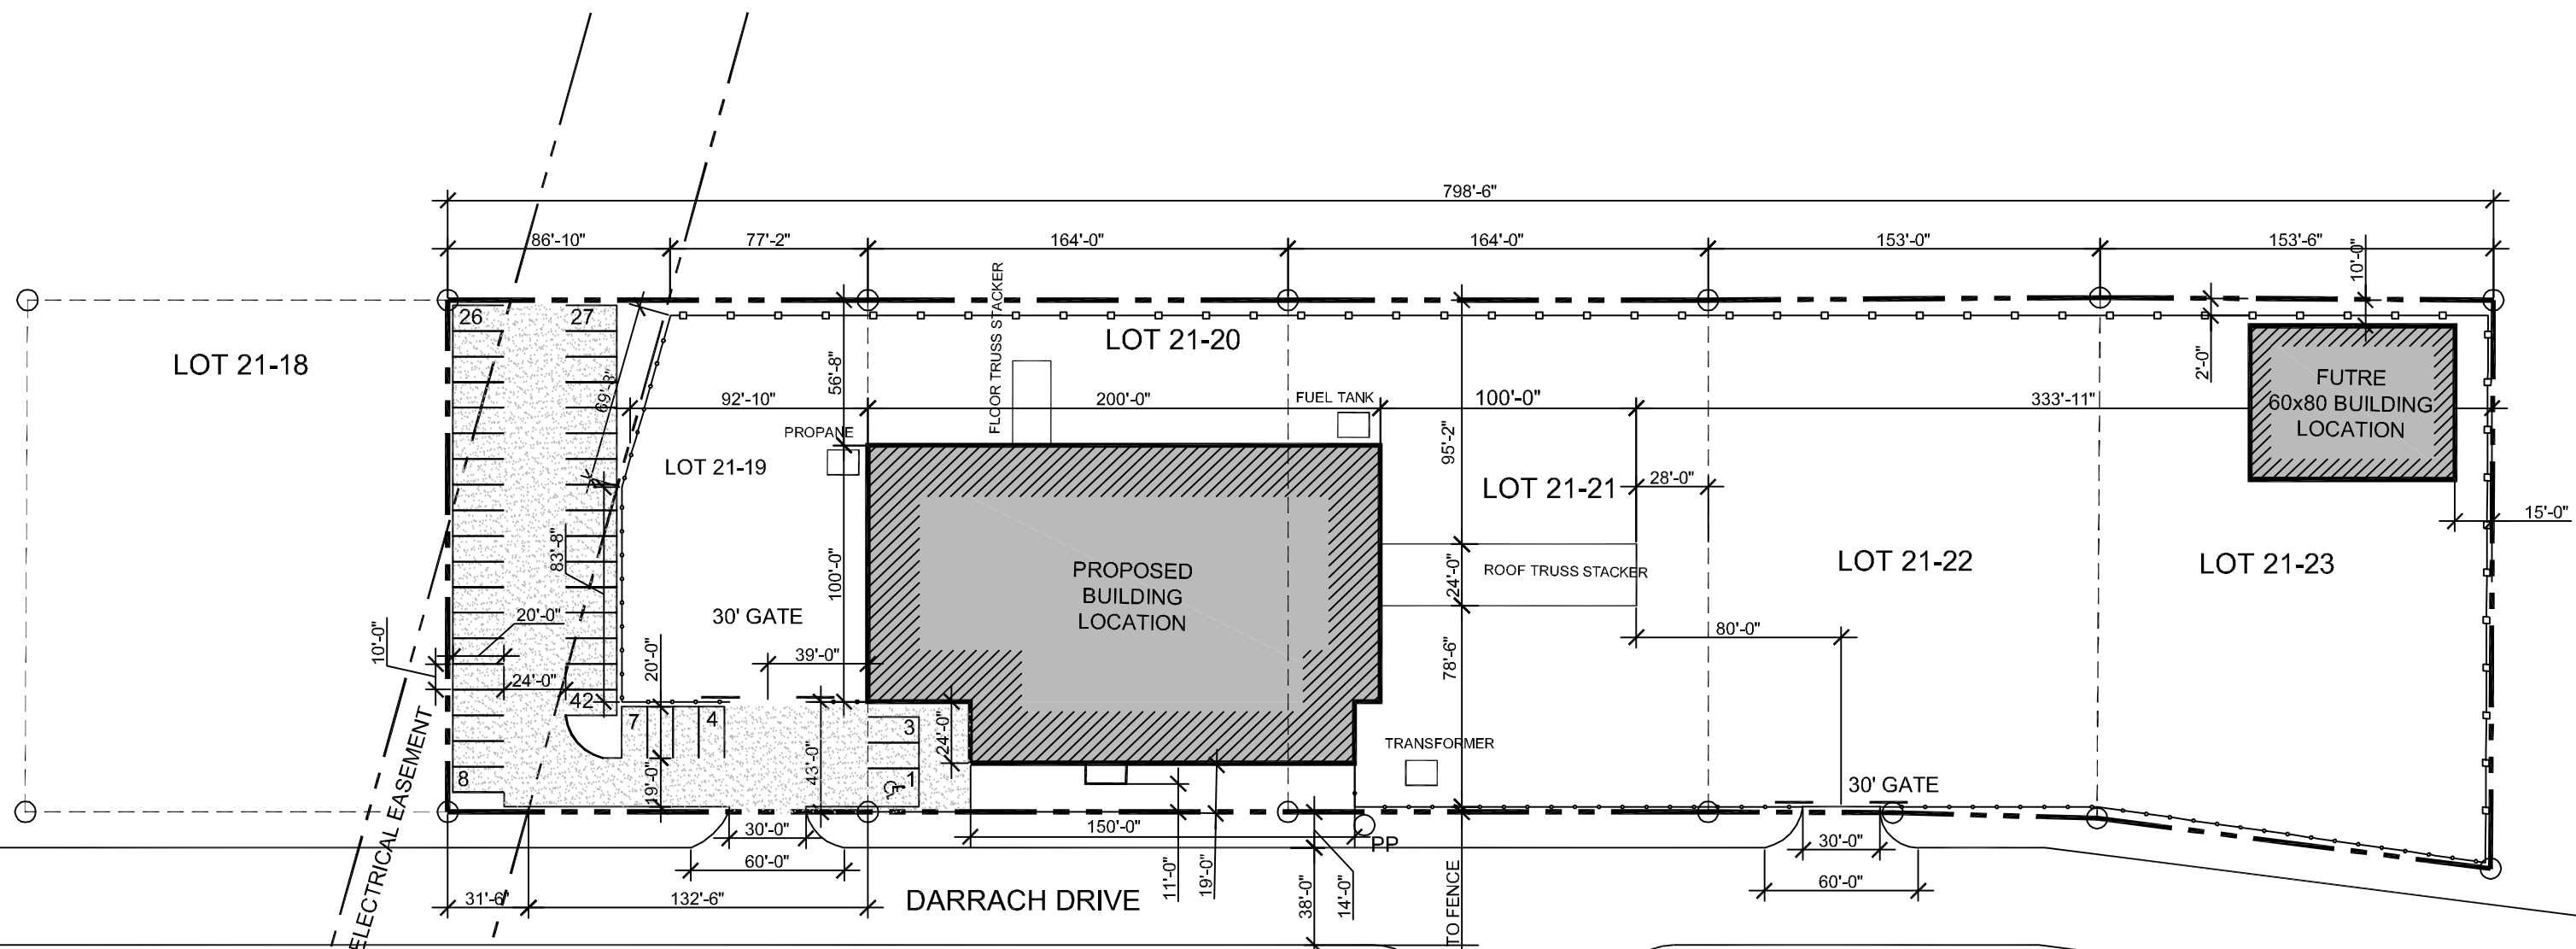 798'-6"
86'-10"
77'-2"
164'-0"
164'-0"
153'-0"
153'-6"
10'-0"
26
27
LOT 21-18
LOT 21-20
FLOOR TRUSS STACKER
56'-8"
2'-0"
69'-8"
92'-10"
200'-0"
FUEL TANK
100'-0"
333'-11"
FUTRE
60x80 BUILDING
LOCATION
PROPANE
LOT 21-19
95'-2"
LOT 21-21
28'-0"
15'-0"
83'-8"
100'-0"
PROPOSED
BUILDING
LOCATION
24'-0"
ROOF TRUSS STACKER
LOT 21-22
LOT 21-23
10'-0"
20'-0"
30' GATE
39'-0"
20'-0"
78'-6"
80'-0"
24'-0"
42
7
4
3
24'-0"
8
19'-0"
43'-0"
1
TRANSFORMER
30' GATE
30'-0"
60'-0"
150'-0"
PP
30'-0"
60'-0"
ELECTRICAL EASEMENT
31'-6"
132'-6"
DARRACH DRIVE
11'-0"
19'-0"
38'-0"
14'-0"
TO FENCE